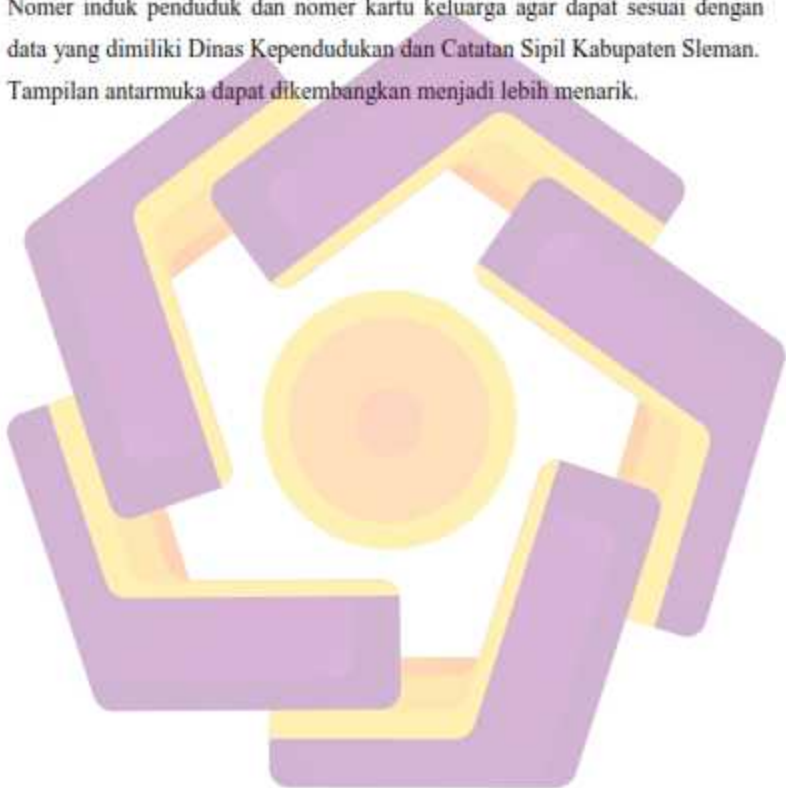 Nomer induk penduduk dan nomer kartu keluarga agar dapat sesuai dengan
data yang dimiliki Dinas Kependudukan dan Catatan Sipil Kabupaten Sleman.
Tampilan antarmuka dapat dikembangkan menjadi lebih menarik.